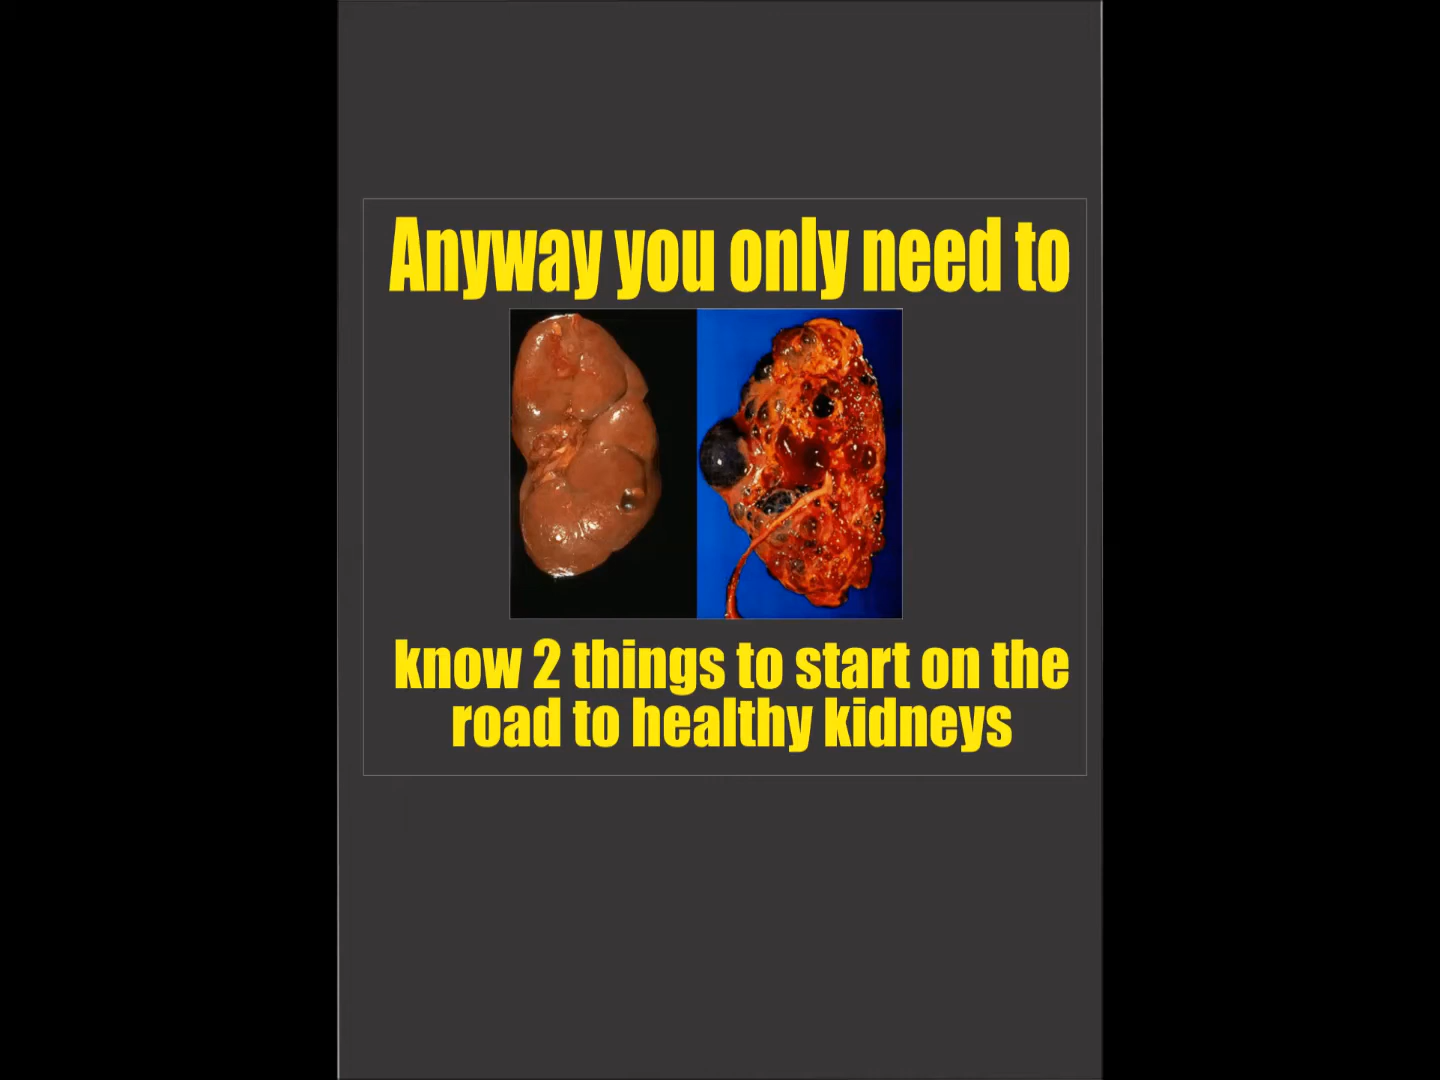 Anyway you only need to
know 2 things to start on the
road to healthy kidneys